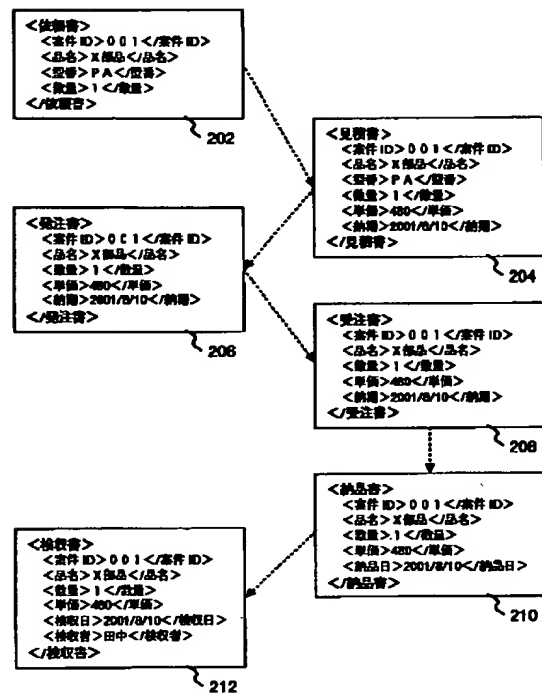 <依頼書>
<案件ID>001</案件ID>
<品名>X部品</品名>
<型番>PA</型番>
<数量>1</数量>
</依頼書>
202
<見積書>
<案件ID>001</案件ID>
<品名>X部品</品名>
<型番>PA</型番>
<数量>1</数量>
<単価>480</単価>
<納期>2001/8/10</納期>
</見積書>
204
<発注書>
<案件ID>001</案件ID>
<品名>X部品</品名>
<数量>1</数量>
<単価>480</単価>
<納期>2001/8/10</納期>
</発注書>
206
<受注書>
<案件ID>001</案件ID>
<品名>X部品</品名>
<数量>1</数量>
<単価>480</単価>
<納期>2001/8/10</納期>
</受注書>
208
<納品書>
<案件ID>001</案件ID>
<品名>X部品</品名>
<数量>1</数量>
<単価>480</単価>
<納品日>2001/8/10</納品日>
</納品書>
210
<検収書>
<案件ID>001</案件ID>
<品名>X部品</品名>
<数量>1</数量>
<単価>480</単価>
<検収日>2001/8/10</検収日>
<検収者>田中</検収者>
</検収書>
212